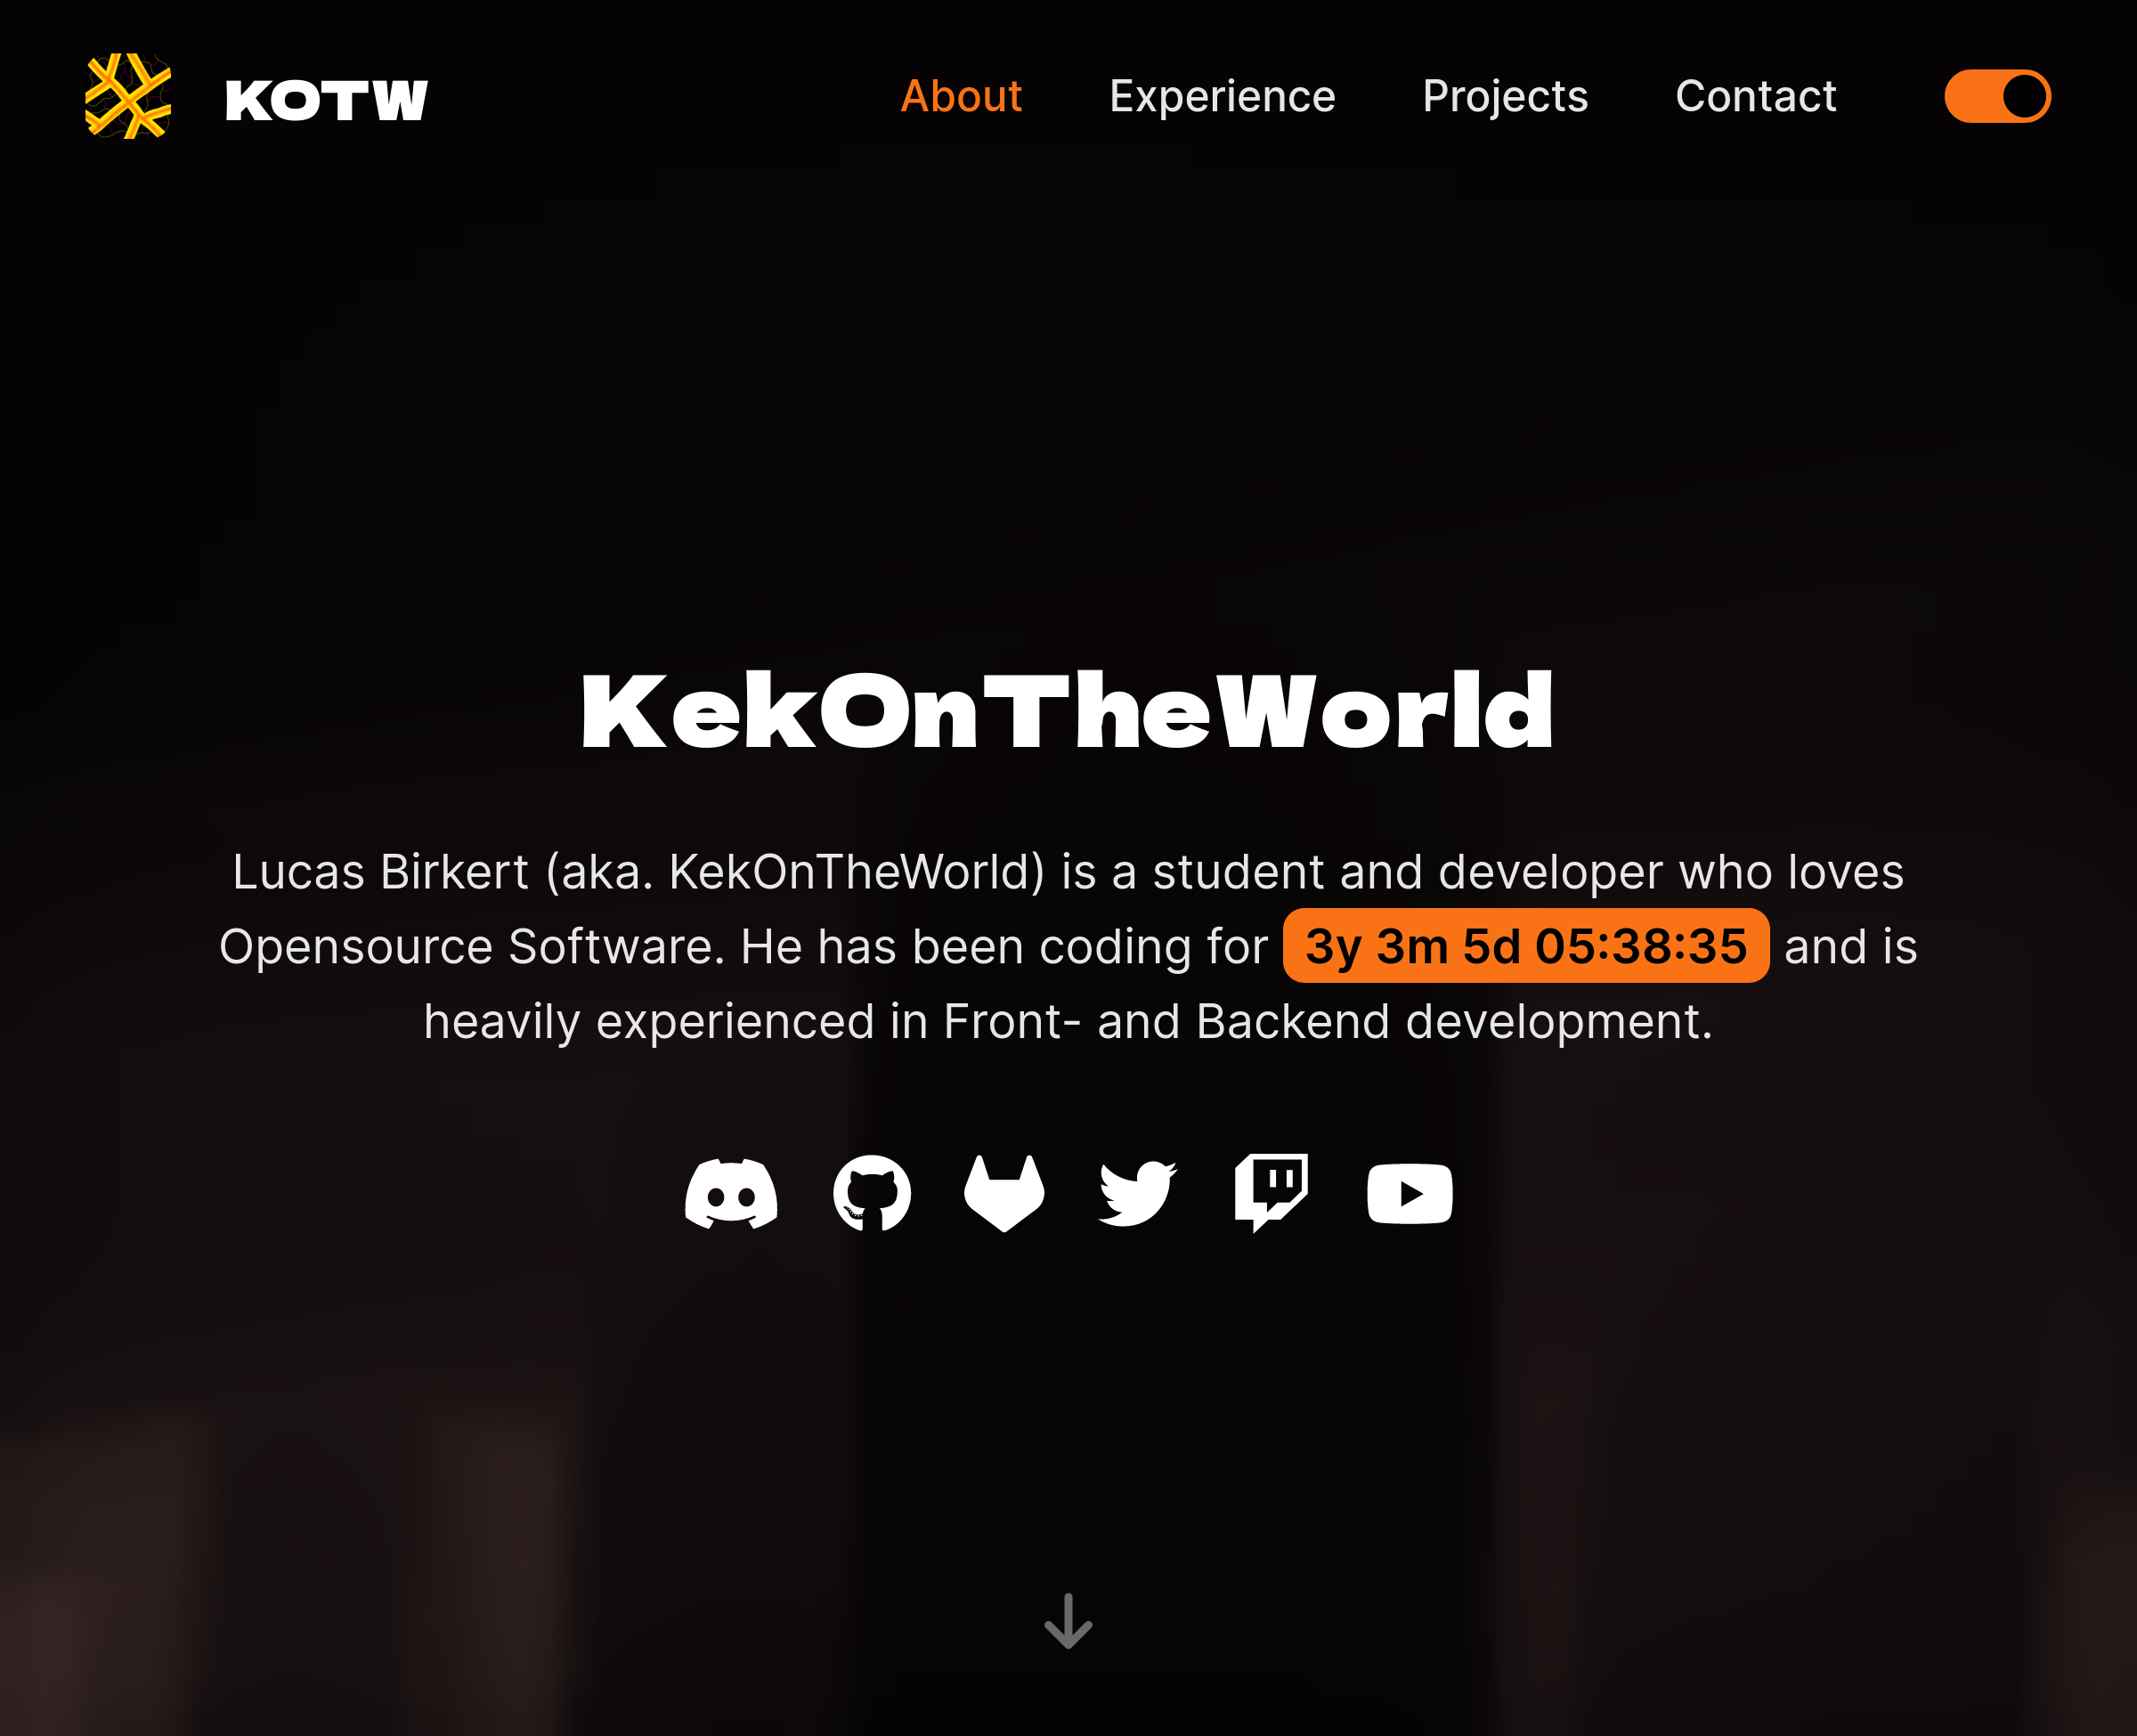 KOTW
About
Experience
Projects
Contact
KekOnTheWorld
Lucas Birkert (aka. KekOnTheWorld) is a student and developer who loves
Opensource Software. He has been coding for 3y 3m 5d 05:38:35 and is
heavily experienced in Front- and Backend development.